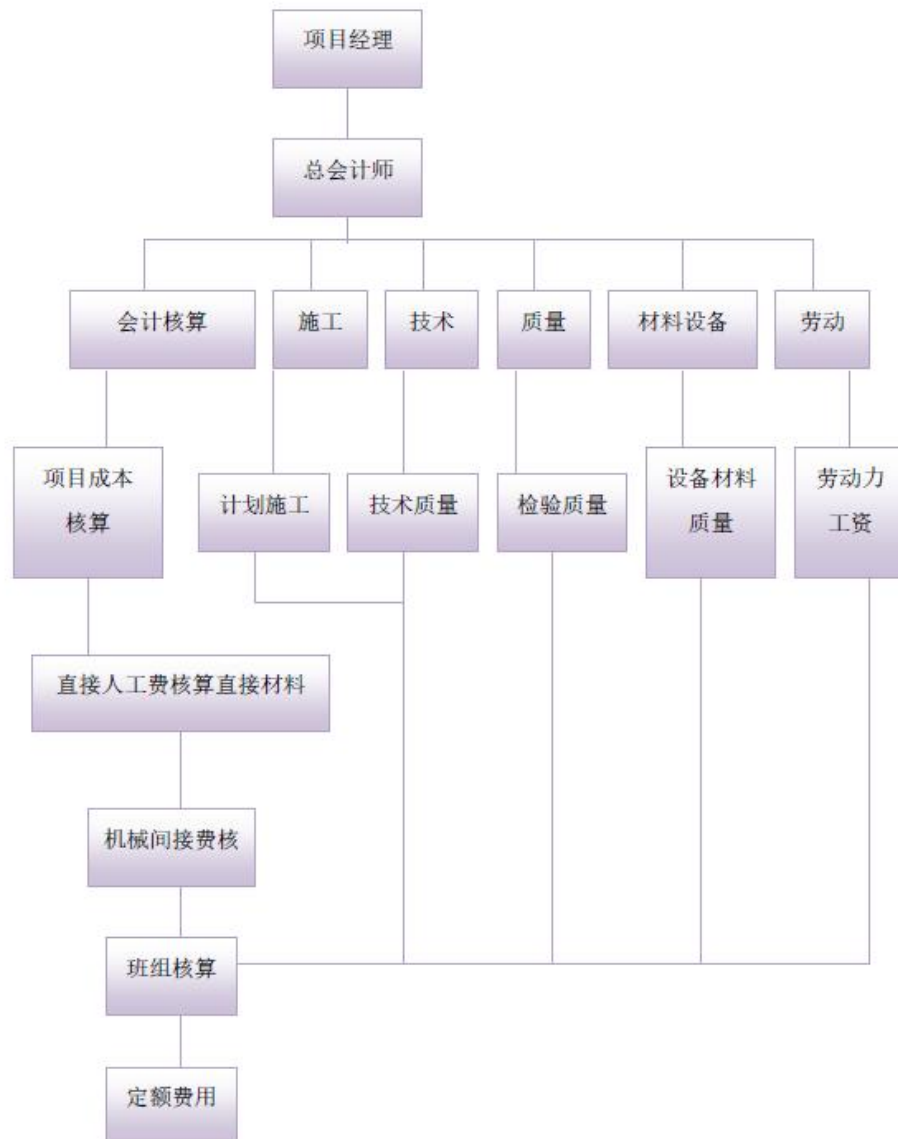 项目经理
总会计师
会计核算
施工
技术
质量
材料设备
劳动
项目成本
核算
计划施工
技术质量
检验质量
设备材料
质量
劳动力
工资
直接人工费核算直接材料
机械间接费核
班组核算
定额费用